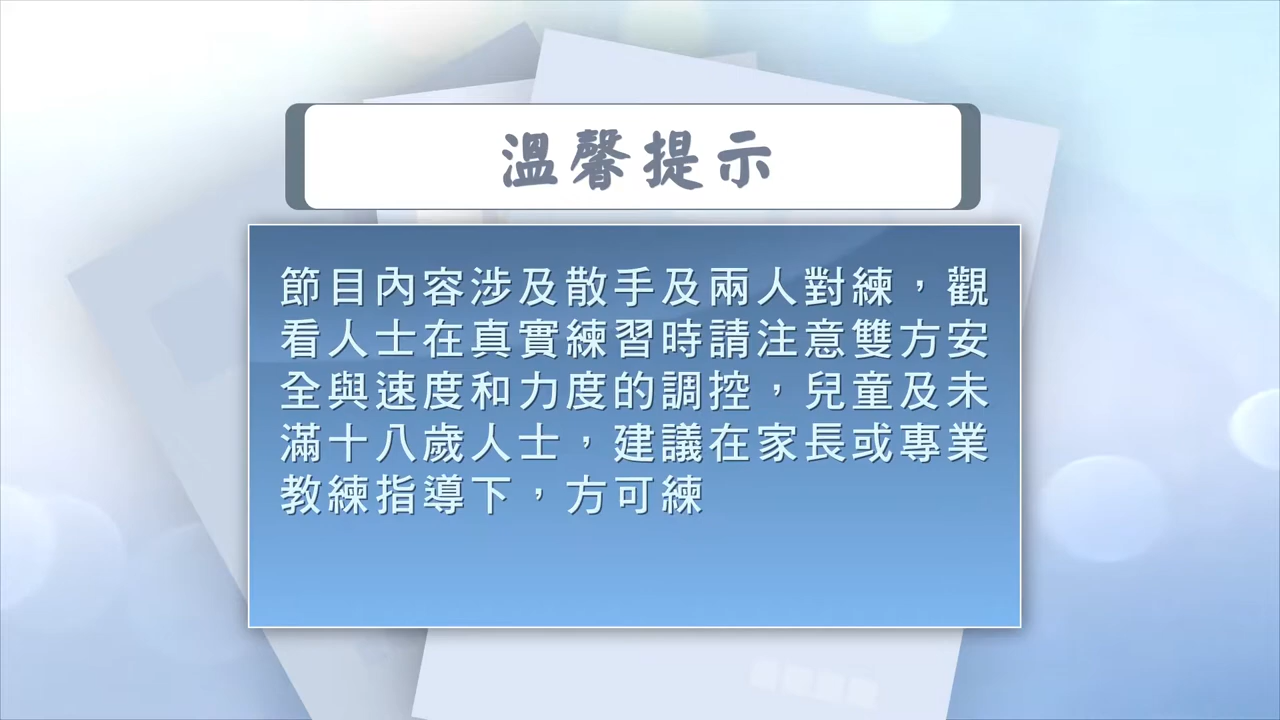 溫馨提示
節目內容涉及散手及兩人對練，觀
看人士在真實練習時請注意雙方安
全與速度和力度的調控，兒童及未
滿十八歲人士，建議在家長或專業
教練指導下，方可練